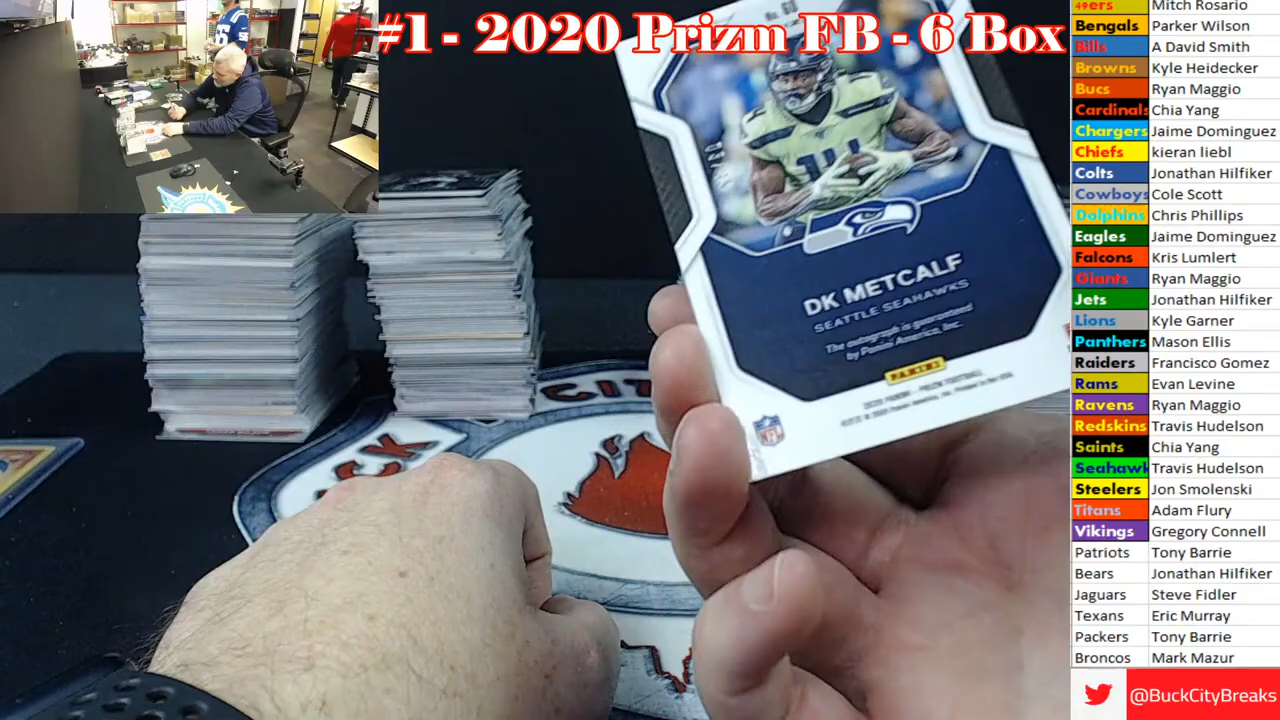 #1 - 2020 Prizm FB - 6 Box
49ers Mitch Rosario
Bengals Parker Wilson
Bills A David Smith
Browns Kyle Heidecker
Bucs Ryan Maggio
Cardinals Chia Yang
Chargers Jaime Dominguez
Chiefs kieran liebl
Colts Jonathan Hilfiker
Cowboys Cole Scott
Dolphins Chris Phillips
Eagles Jaime Dominguez
Falcons Kris Lumlert
Giants Ryan Maggio
Jets Jonathan Hilfiker
Lions Kyle Garner
Panthers Mason Ellis
Raiders Francisco Gomez
Rams Evan Levine
Ravens Ryan Maggio
Redskins Travis Hudelson
Saints Chia Yang
Seahawk Travis Hudelson
Steelers Jon Smolenski
Titans Adam Flury
Vikings Gregory Connell
Patriots Tony Barrie
Bears Jonathan Hilfiker
Jaguars Steve Fidler
Texans Eric Murray
Packers Tony Barrie
Broncos Mark Mazur
@BuckCityBreaks
DK METCALF
SEATTLE SEAHAWKS
The autograph is guaranteed
by Panini America, Inc.
PANINI
NFL
CIT
CK